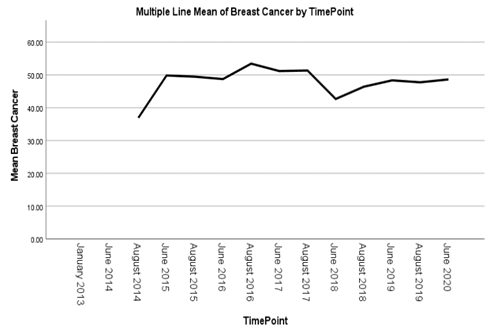 Multiple Line Mean of Breast Cancer by TimePoint
60.00
50.00
40.00
30.00
20.00
10.00
0.00
Mean Breast Cancer
January 2013
June 2014
August 2014
June 2015
August 2015
June 2016
August 2016
June 2017
August 2017
June 2018
August 2018
June 2019
August 2019
June 2020
TimePoint